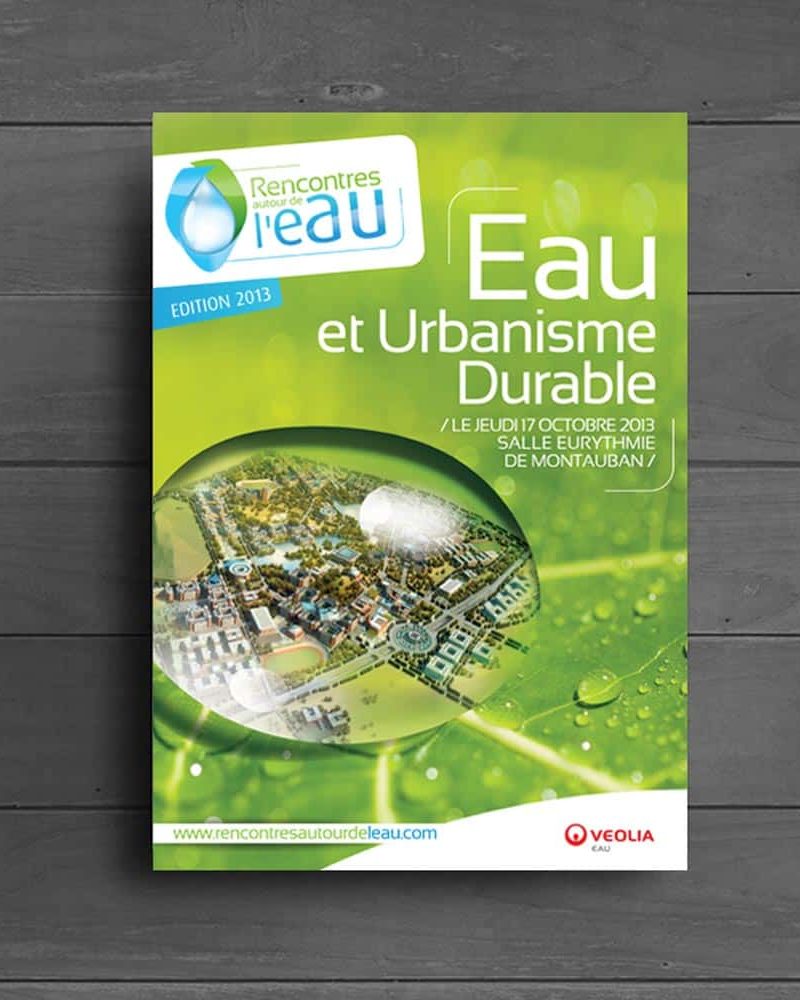 Rencontres
autour de
l'eau
EDITION 2013
Eau
et Urbanisme
Durable
/ LE JEUDI 17 OCTOBRE 2013
SALLE EURYTHMIE
DE MONTAUBAN /
www.rencontresautourdeleau.com
VEOLIA
EAU